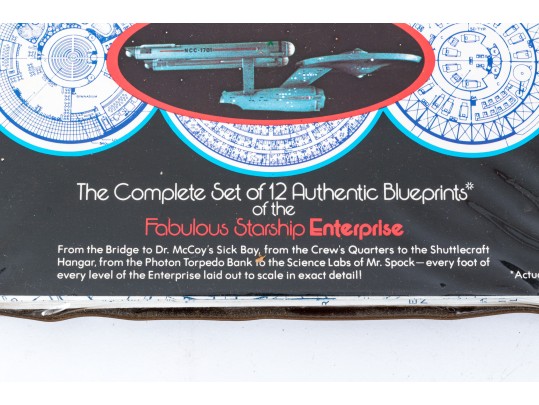 NCC-1701
The Complete Set of 12 Authentic Blueprints*
of the
Fabulous Starship Enterprise
From the Bridge to Dr. McCoy's Sick Bay, from the Crew's Quarters to the Shuttlecraft
Hangar, from the Photon Torpedo Bank to the Science Labs of Mr. Spock—every foot of
every level of the Enterprise laid out to scale in exact detail!
*Actu